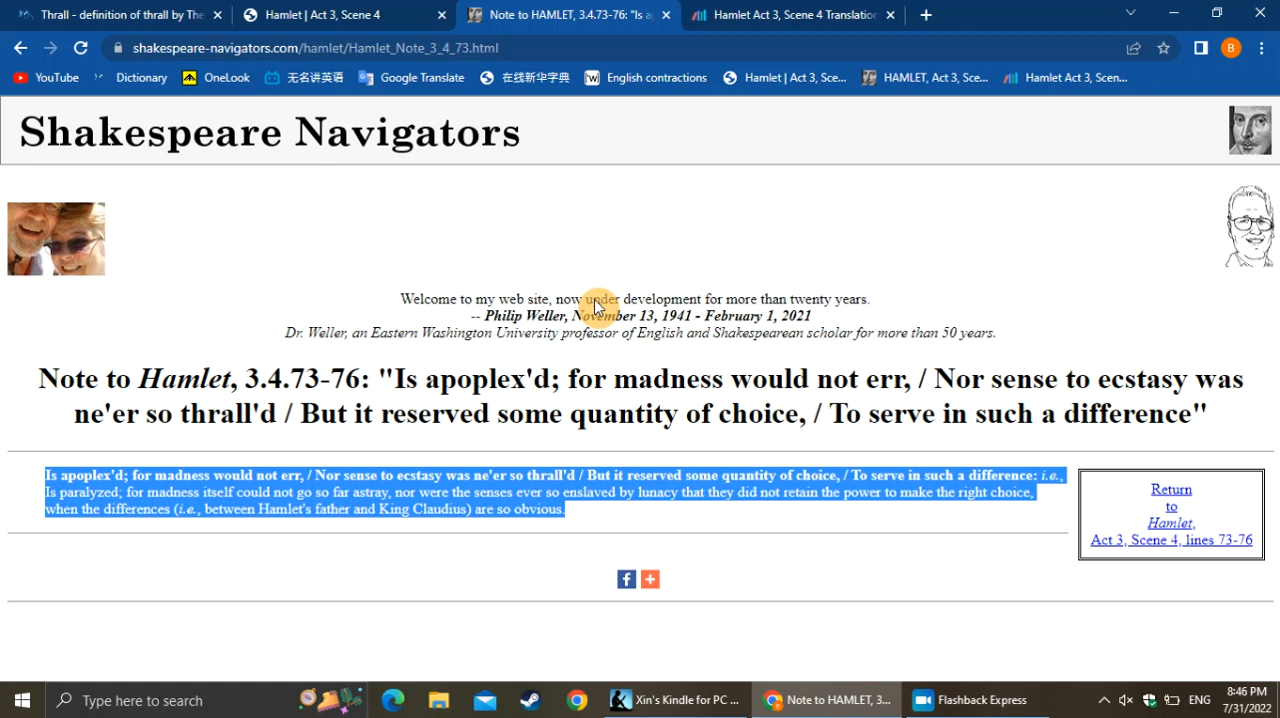 Thrall - definition of thrall by The
Hamlet | Act 3, Scene 4
Note to HAMLET, 3.4.73-76: "Is ap
Hamlet Act 3, Scene 4 Translation
shakespeare-navigators.com/hamlet/Hamlet_Note_3_4_73.html
B
YouTube
Dictionary
OneLook
无名讲英语
Google Translate
在线新华字典
English contractions
Hamlet | Act 3, Sce...
HAMLET, Act 3, Sce...
Hamlet Act 3, Scen...
Shakespeare Navigators
Welcome to my web site, now under development for more than twenty years.
-- Philip Weller, November 13, 1941 - February 1, 2021
Dr. Weller, an Eastern Washington University professor of English and Shakespearean scholar for more than 50 years.
Note to Hamlet, 3.4.73-76: "Is apoplex'd; for madness would not err, / Nor sense to ecstasy was
ne'er so thrall'd / But it reserved some quantity of choice, / To serve in such a difference"
Is apoplex'd; for madness would not err, / Nor sense to ecstasy was ne'er so thrall'd / But it reserved some quantity of choice, / To serve in such a difference: i.e.,
Is paralyzed; for madness itself could not go so far astray, nor were the senses ever so enslaved by lunacy that they did not retain the power to make the right choice,
when the differences (i.e., between Hamlet's father and King Claudius) are so obvious.
Return
to
Hamlet,
Act 3, Scene 4, lines 73-76
Type here to search
Xin's Kindle for PC ...
Note to HAMLET, 3...
Flashback Express
ENG
8:46 PM
7/31/2022